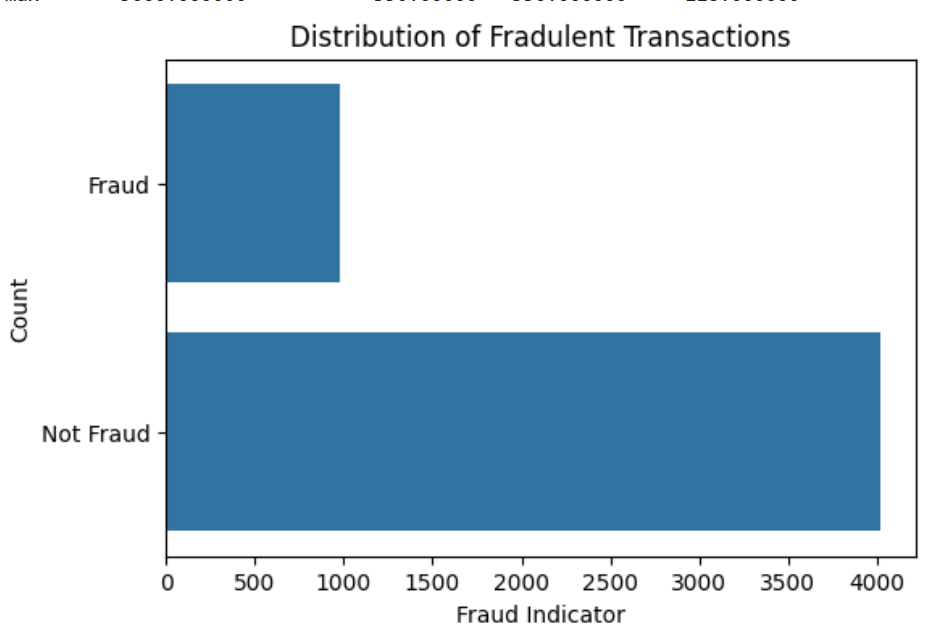 Distribution of Fradulent Transactions
Fraud
Count
Not Fraud
0 500 1000 1500 2000 2500 3000 3500 4000
Fraud Indicator